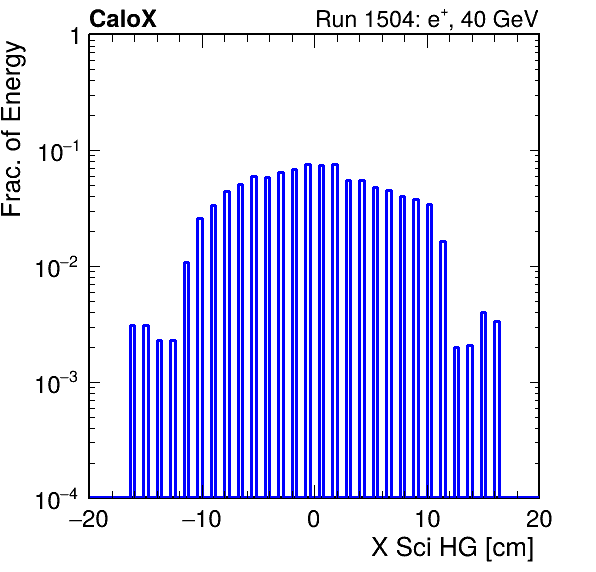 CaloX Run 1504: e⁺, 40 GeV
Frac. of Energy
1
10⁻¹
10⁻²
10⁻³
10⁻⁴
−20 −10 0 10 20
X Sci HG [cm]